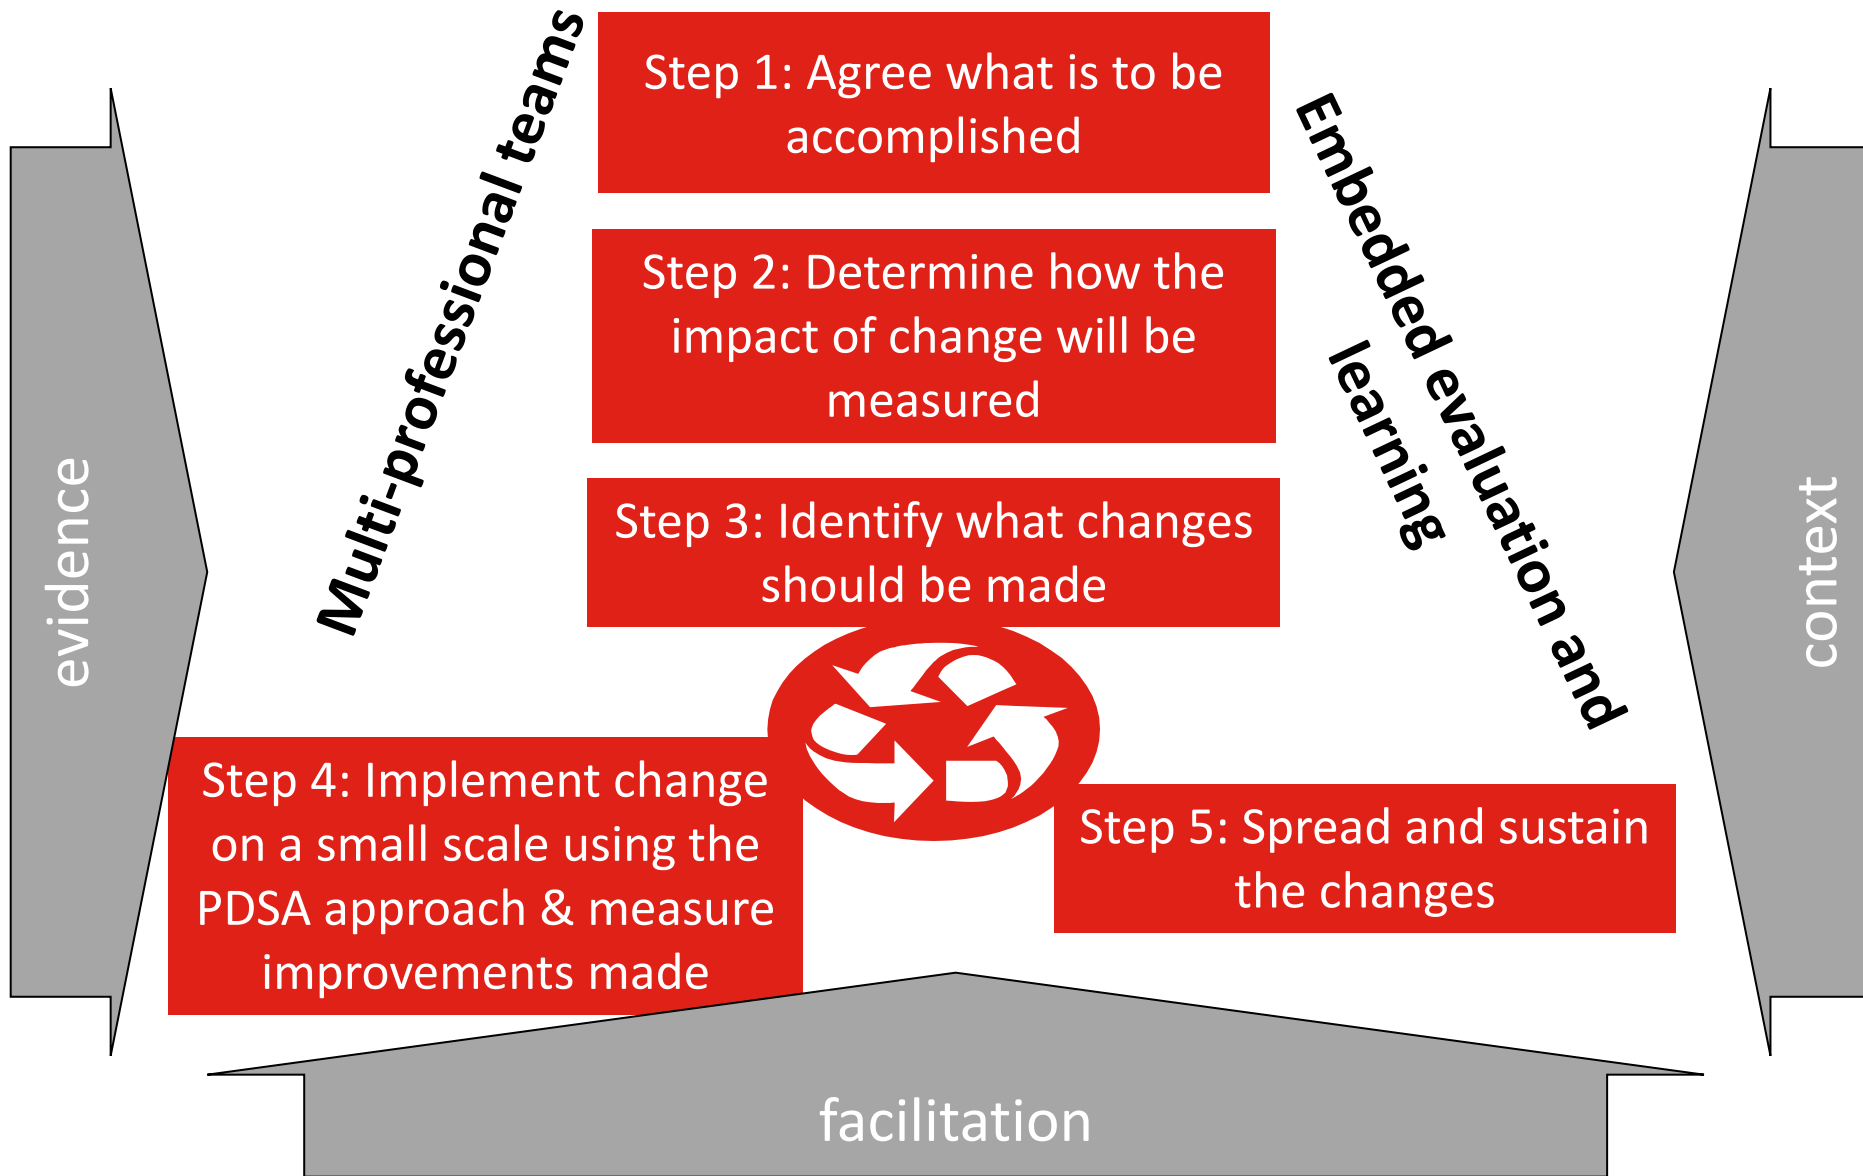 Multi-professional teams
Step 1: Agree what is to be
accomplished
Step 2: Determine how the
impact of change will be
measured
Step 3: Identify what changes
should be made
Embedded evaluation and
learning
evidence
context
Step 4: Implement change
on a small scale using the
PDSA approach & measure
improvements made
Step 5: Spread and sustain
the changes
facilitation